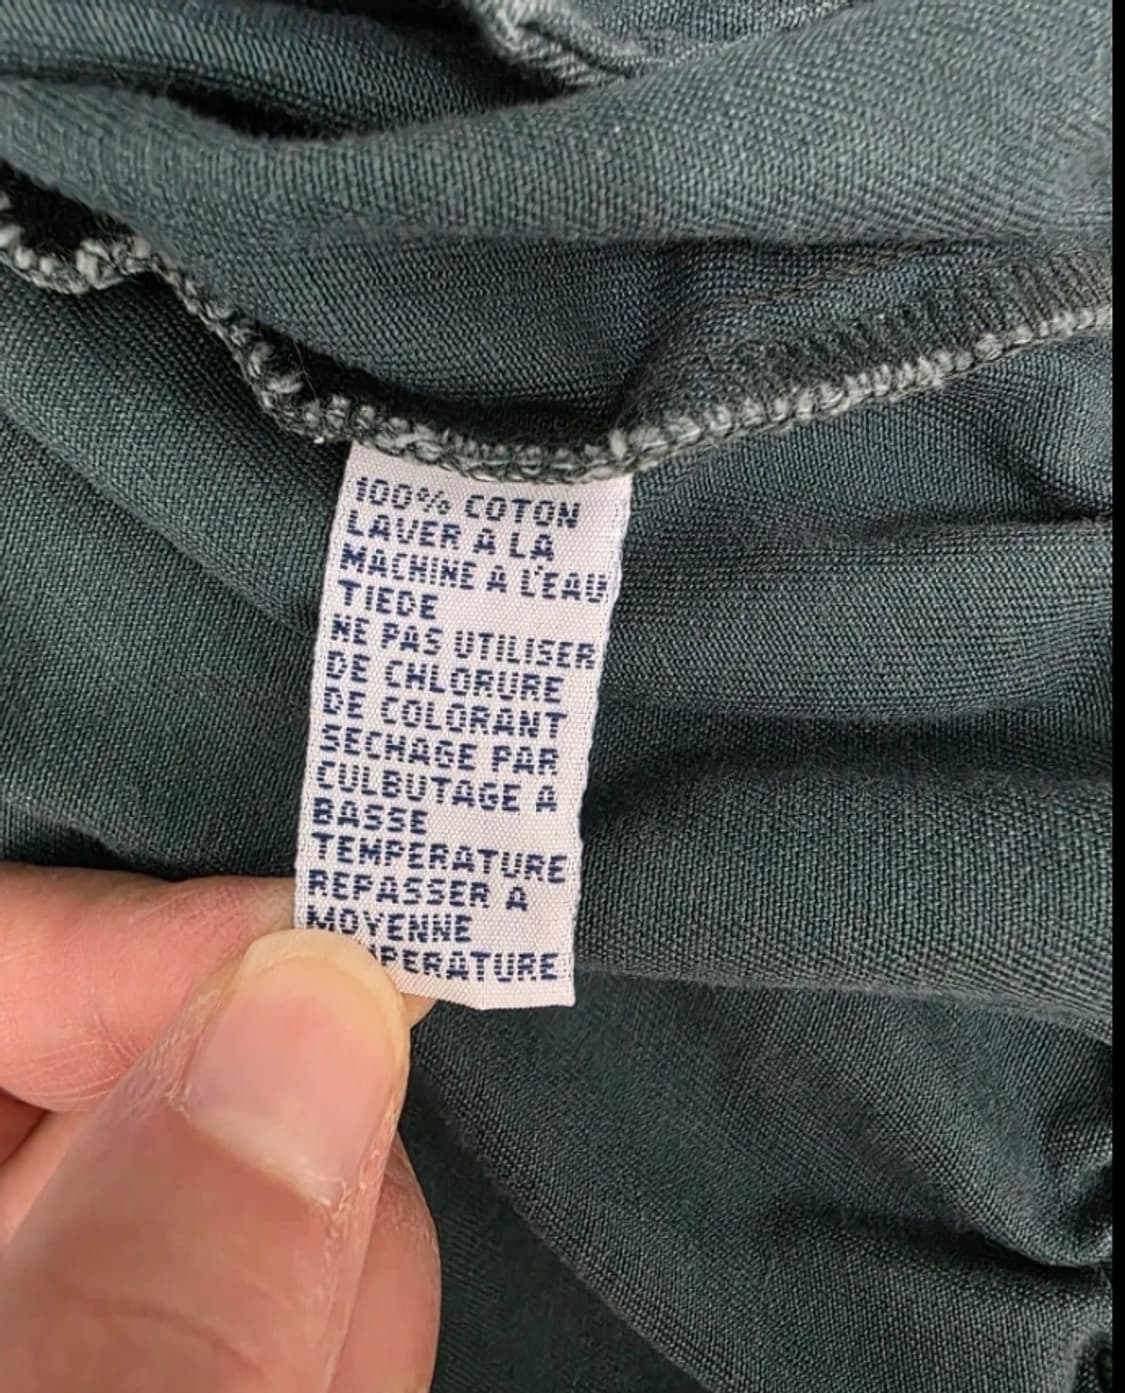 100% COTON
LAVER A LA
MACHINE A L'EAU
TIEDE
NE PAS UTILISER
DE CHLORURE
DE COLORANT
SECHAGE PAR
CULBUTAGE A
BASSE
TEMPERATURE
REPASSER A
MOYENNE
PERATURE